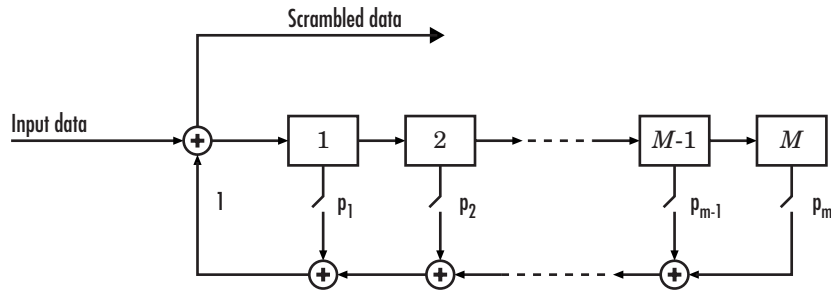 Scrambled data
Input data
1 2 M-1 M
1 p₁ p₂ pₘ₋₁ pₘ